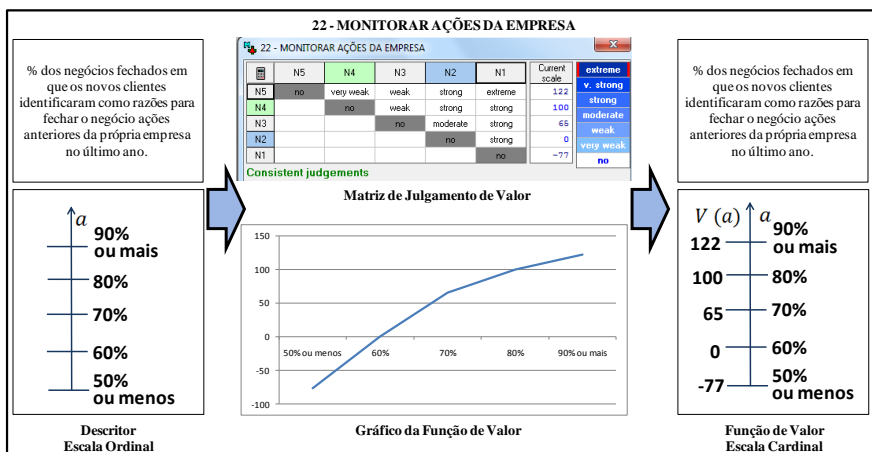 22 - MONITORAR AÇÕES DA EMPRESA
% dos negócios fechados em
que os novos clientes
identificaram como razões para
fechar o negócio ações
anteriores da própria empresa
no último ano.
a
90%
ou mais
80%
70%
60%
50%
ou menos
Descritor
Escala Ordinal
22 - MONITORAR AÇÕES DA EMPRESA
N5 N4 N3 N2 N1 Current scale
N5 no very weak weak strong extreme 122
N4 no weak strong strong 100
N3 no moderate strong 65
N2 no strong 0
N1 no -77
extreme
v. strong
strong
moderate
weak
very weak
no
Consistent judgements
Matriz de Julgamento de Valor
150
100
50
0
-50
-100
50% ou menos 60% 70% 80% 90% ou mais
Gráfico da Função de Valor
% dos negócios fechados em
que os novos clientes
identificaram como razões para
fechar o negócio ações
anteriores da própria empresa
no último ano.
V (a) a
122 90%
ou mais
100 80%
65 70%
0 60%
-77 50%
ou menos
Função de Valor
Escala Cardinal